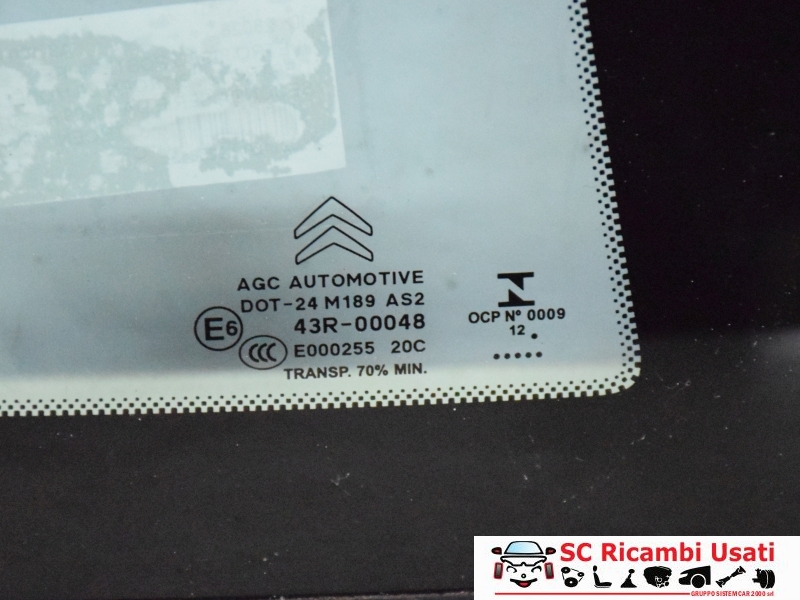 AGC AUTOMOTIVE
DOT-24 M189 AS2
E6 43R-00048
CCC E000255 20C
TRANSP. 70% MIN.
OCP Nº 0009
12
SC Ricambi Usati
GRUPPO SISTEMCAR 2000 srl